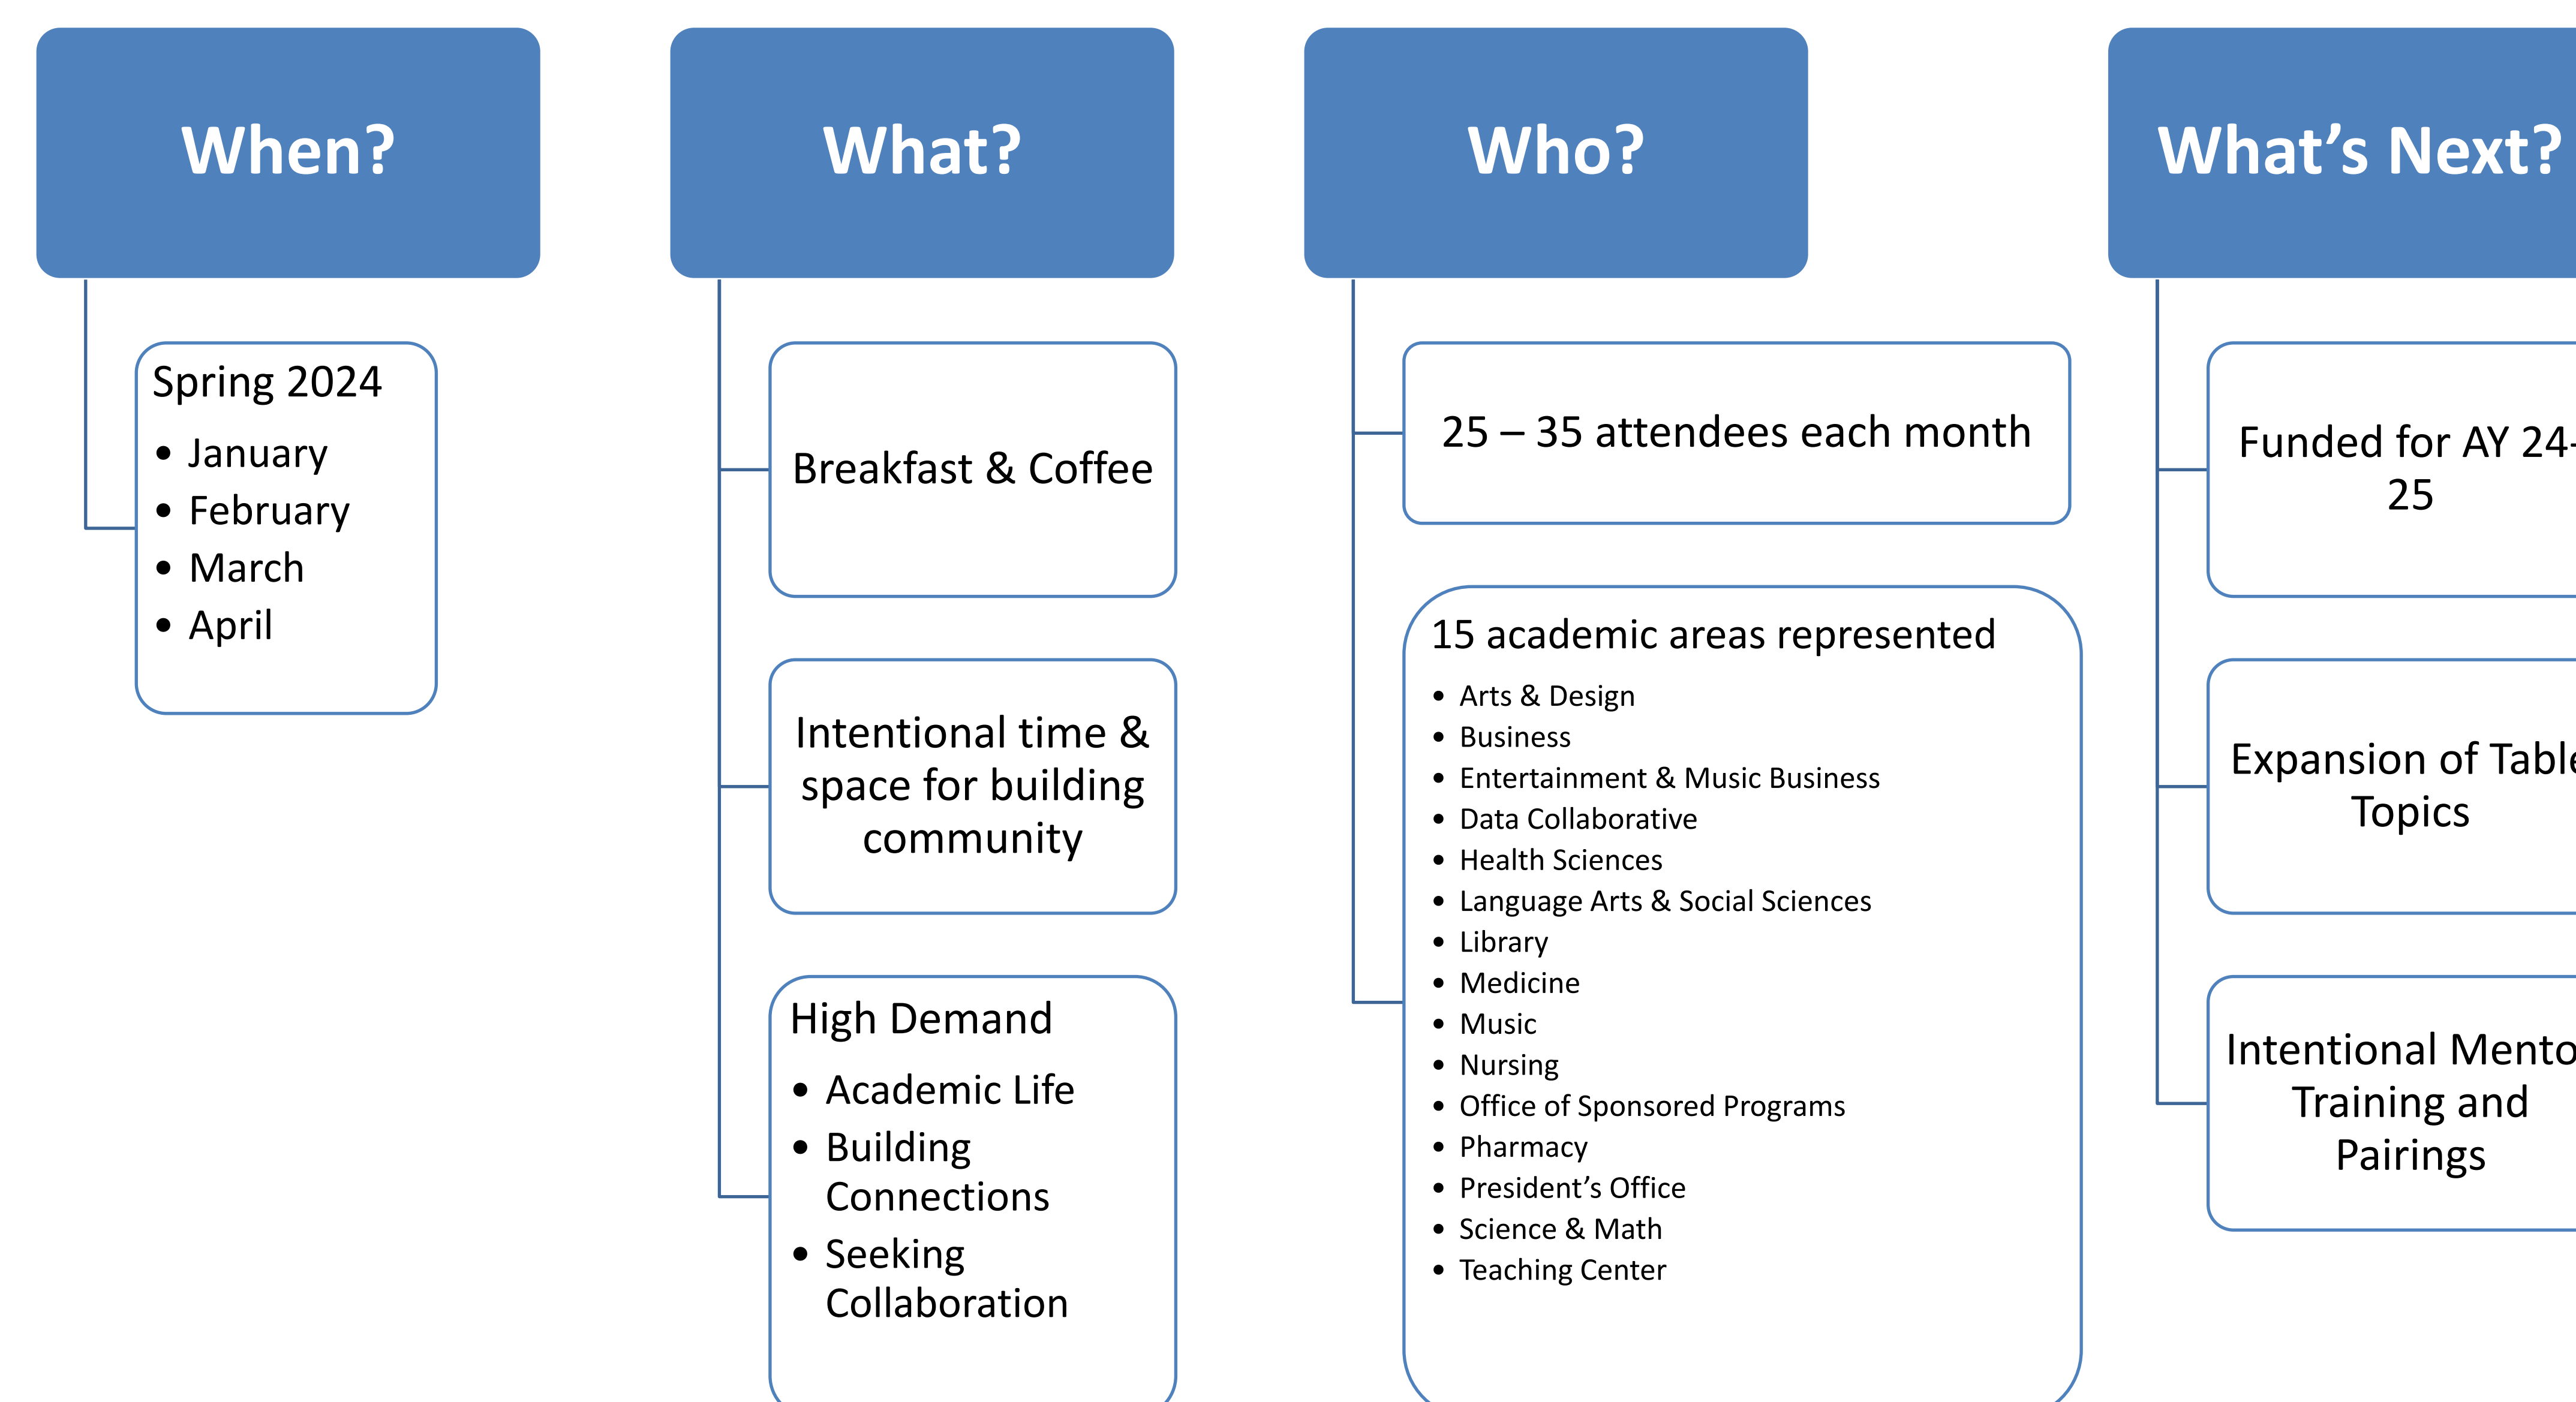 When?
Spring 2024
• January
• February
• March
• April
What?
Breakfast & Coffee
Intentional time &
space for building
community
High Demand
• Academic Life
• Building
Connections
• Seeking
Collaboration
Who?
25 – 35 attendees each month
15 academic areas represented
• Arts & Design
• Business
• Entertainment & Music Business
• Data Collaborative
• Health Sciences
• Language Arts & Social Sciences
• Library
• Medicine
• Music
• Nursing
• Office of Sponsored Programs
• Pharmacy
• President’s Office
• Science & Math
• Teaching Center
What’s Next?
Funded for AY 24-
25
Expansion of Table
Topics
Intentional Mento
Training and
Pairings